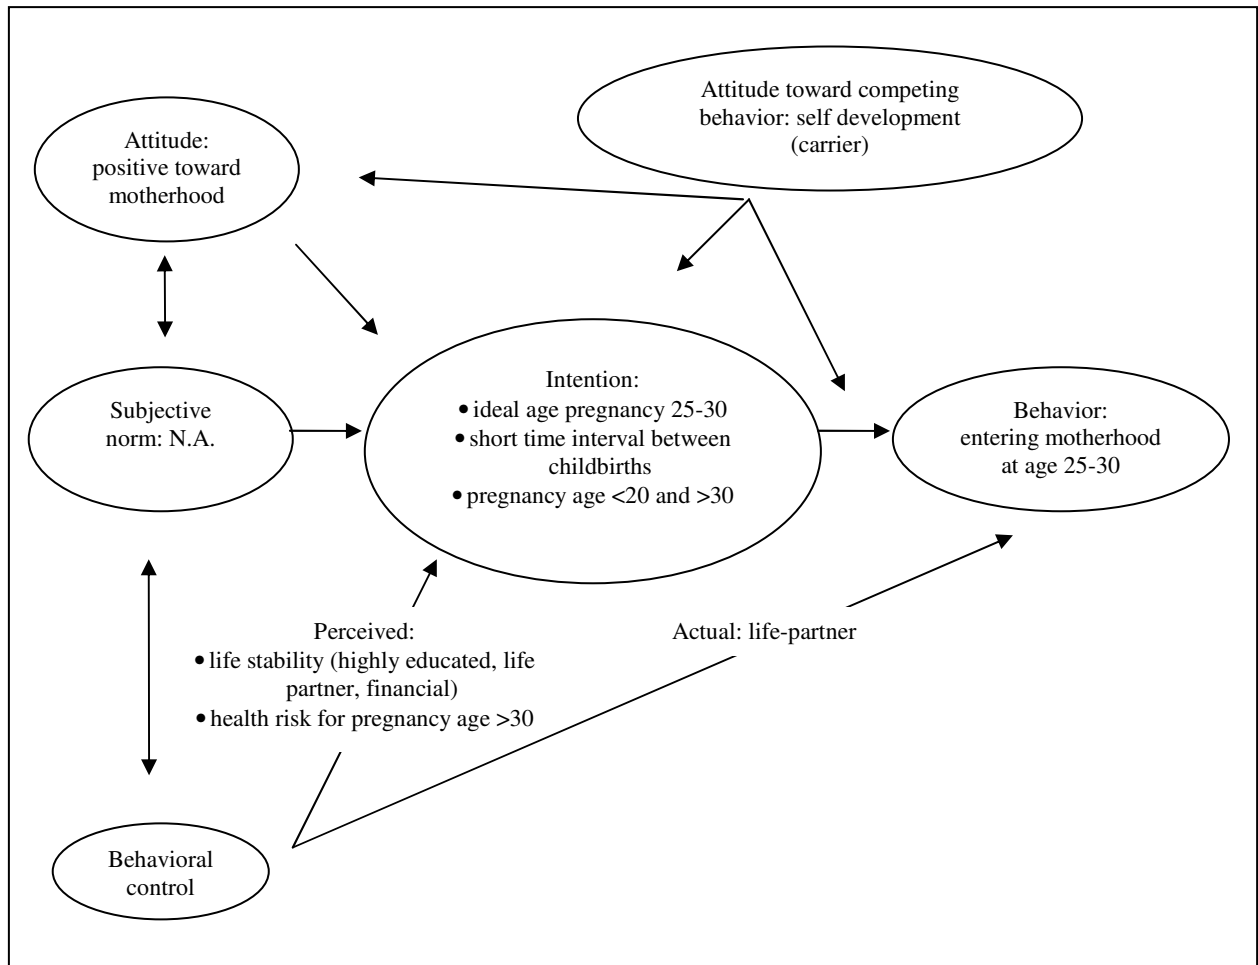 Attitude toward competing
behavior: self development
(carrier)
Attitude:
positive toward
motherhood
Subjective
norm: N.A.
Intention:
• ideal age pregnancy 25-30
• short time interval between
childbirths
• pregnancy age <20 and >30
Behavior:
entering motherhood
at age 25-30
Perceived:
• life stability (highly educated, life
partner, financial)
• health risk for pregnancy age >30
Actual: life-partner
Behavioral
control